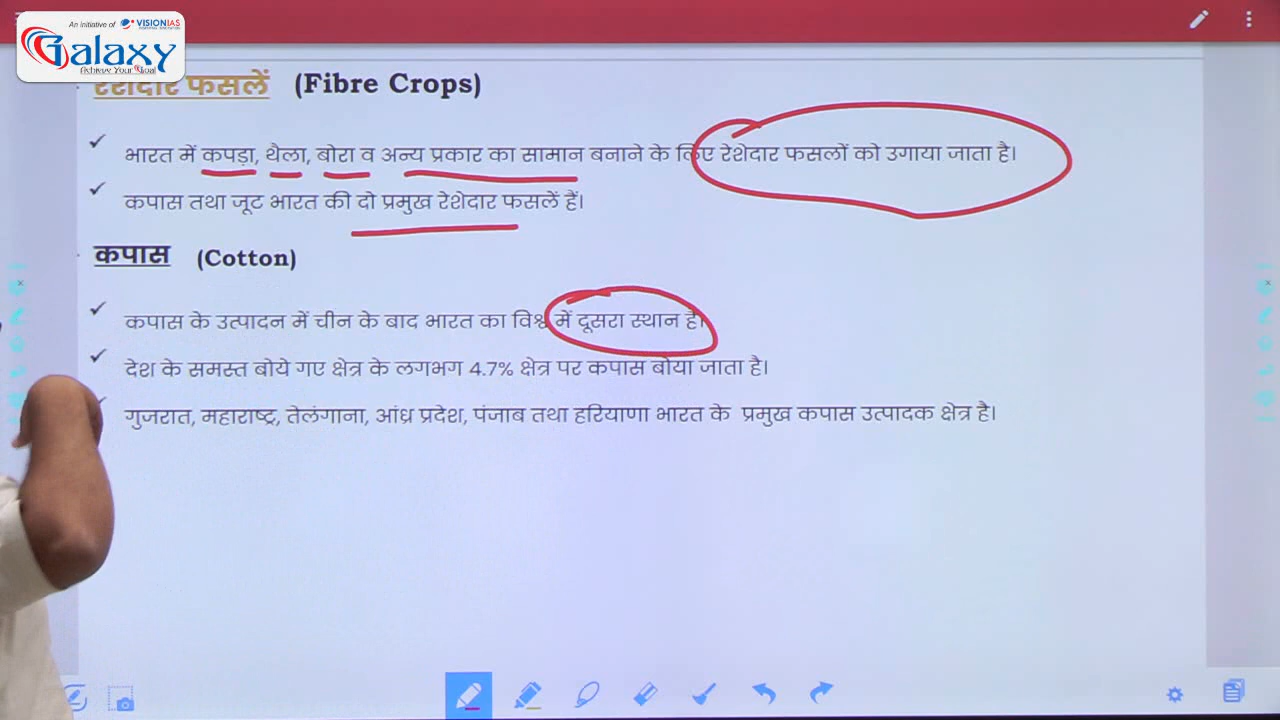 An initiative of VISIONIAS
Galaxy
Achieve Your Goal
रेशेदार फसलें (Fibre Crops)
भारत में कपड़ा, थैला, बोरा व अन्य प्रकार का सामान बनाने के लिए रेशेदार फसलों को उगाया जाता है।
कपास तथा जूट भारत की दो प्रमुख रेशेदार फसलें हैं।
कपास (Cotton)
कपास के उत्पादन में चीन के बाद भारत का विश्व में दूसरा स्थान है।
देश के समस्त बोये गए क्षेत्र के लगभग 4.7% क्षेत्र पर कपास बोया जाता है।
गुजरात, महाराष्ट्र, तेलंगाना, आंध्र प्रदेश, पंजाब तथा हरियाणा भारत के प्रमुख कपास उत्पादक क्षेत्र है।